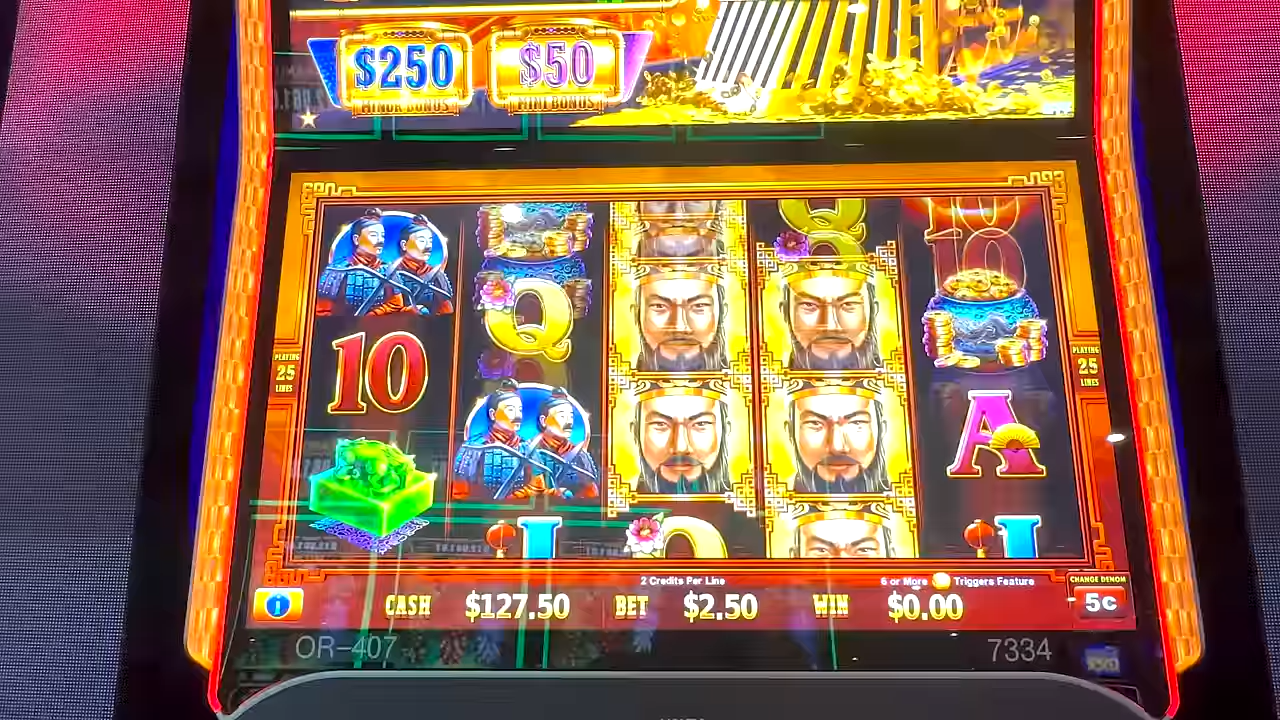 $250 $50
MINOR BONUS MINI BONUS
Q 10
10
Q
10
A
J Q J
PLAYING 25 LINES
PLAYING 25 LINES
2 Credits Per Line 6 or More Triggers Feature CHANGE DENOM
CASH $127.50 BET $2.50 WIN $0.00 5¢
OR-407 7334